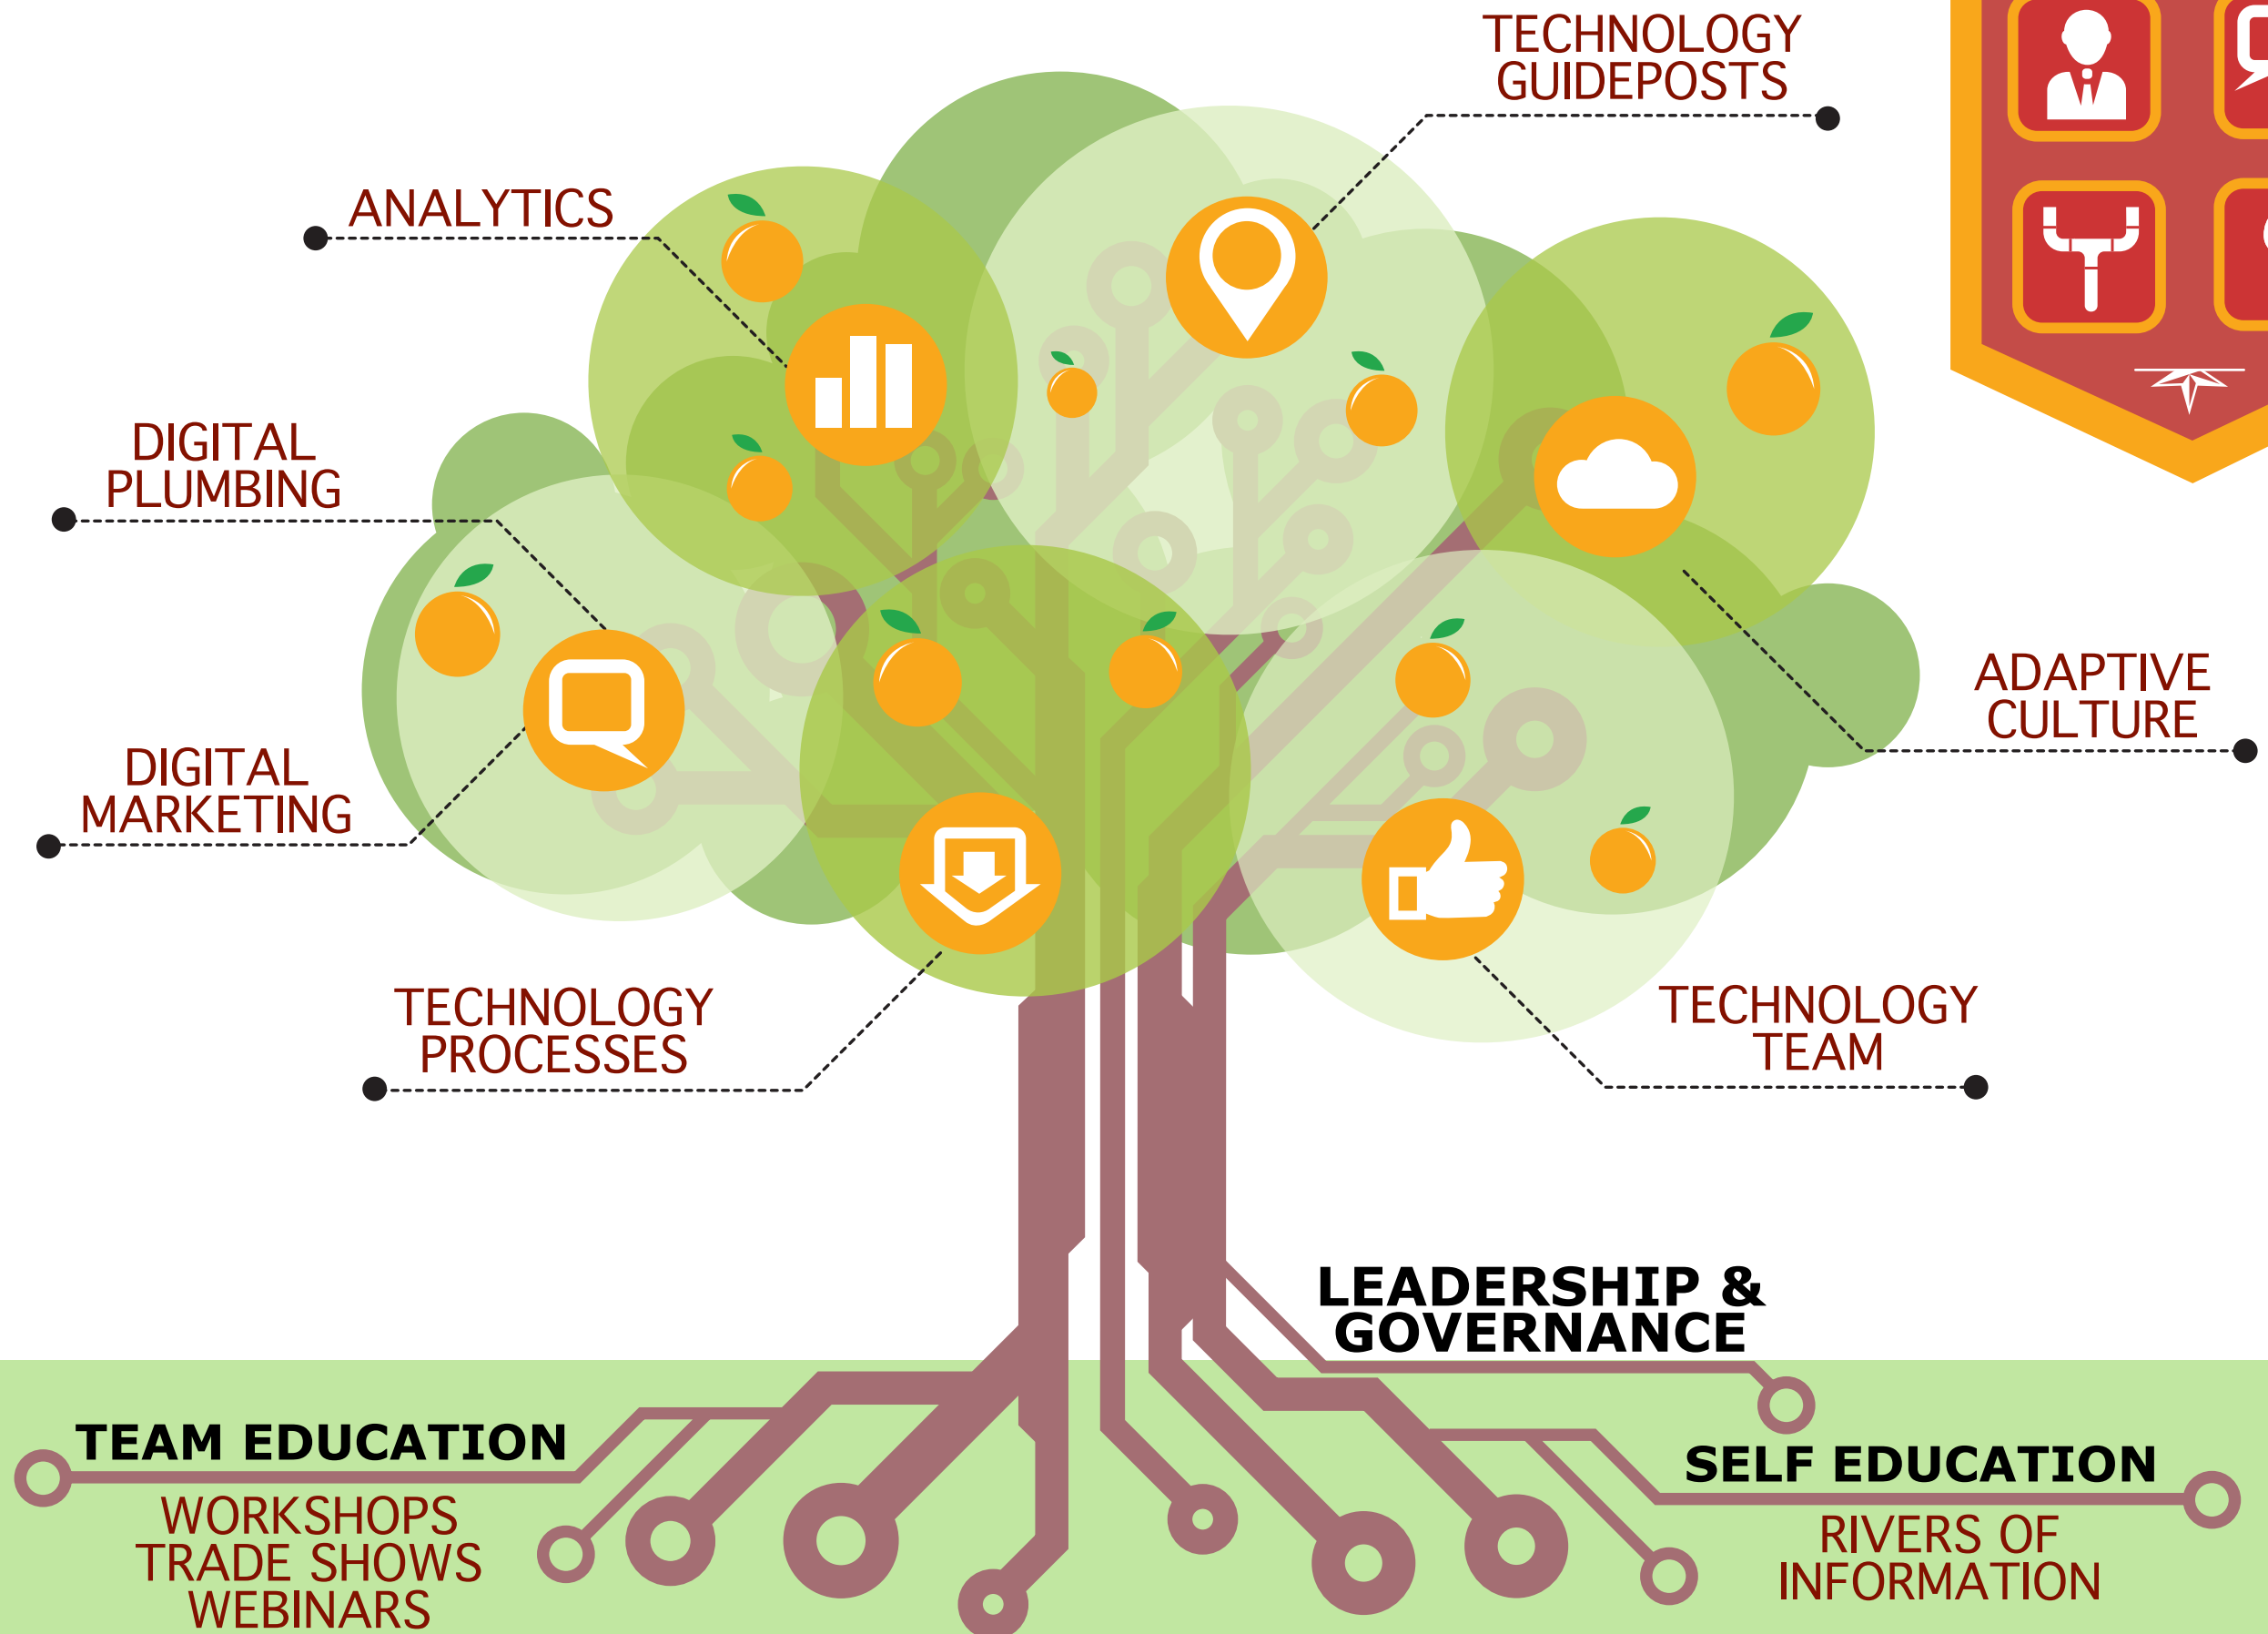 TECHNOLOGY
GUIDEPOSTS
ANALYTICS
DIGITAL
PLUMBING
ADAPTIVE
CULTURE
DIGITAL
MARKETING
TECHNOLOGY
PROCESSES
TECHNOLOGY
TEAM
LEADERSHIP &
GOVERNANCE
TEAM EDUCATION
WORKSHOPS
TRADE SHOWS
WEBINARS
SELF EDUCATION
RIVERS OF
INFORMATION